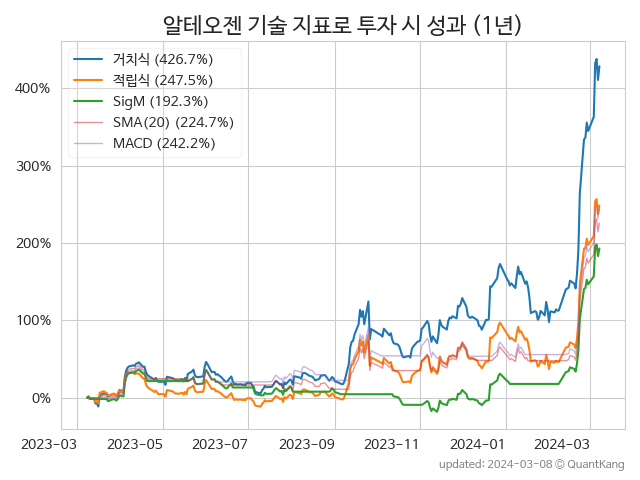 알테오젠 기술 지표로 투자 시 성과 (1년)
거치식 (426.7%)
적립식 (247.5%)
SigM (192.3%)
SMA(20) (224.7%)
MACD (242.2%)
400%
300%
200%
100%
0%
2023-03 2023-05 2023-07 2023-09 2023-11 2024-01 2024-03
updated: 2024-03-08 © QuantKang